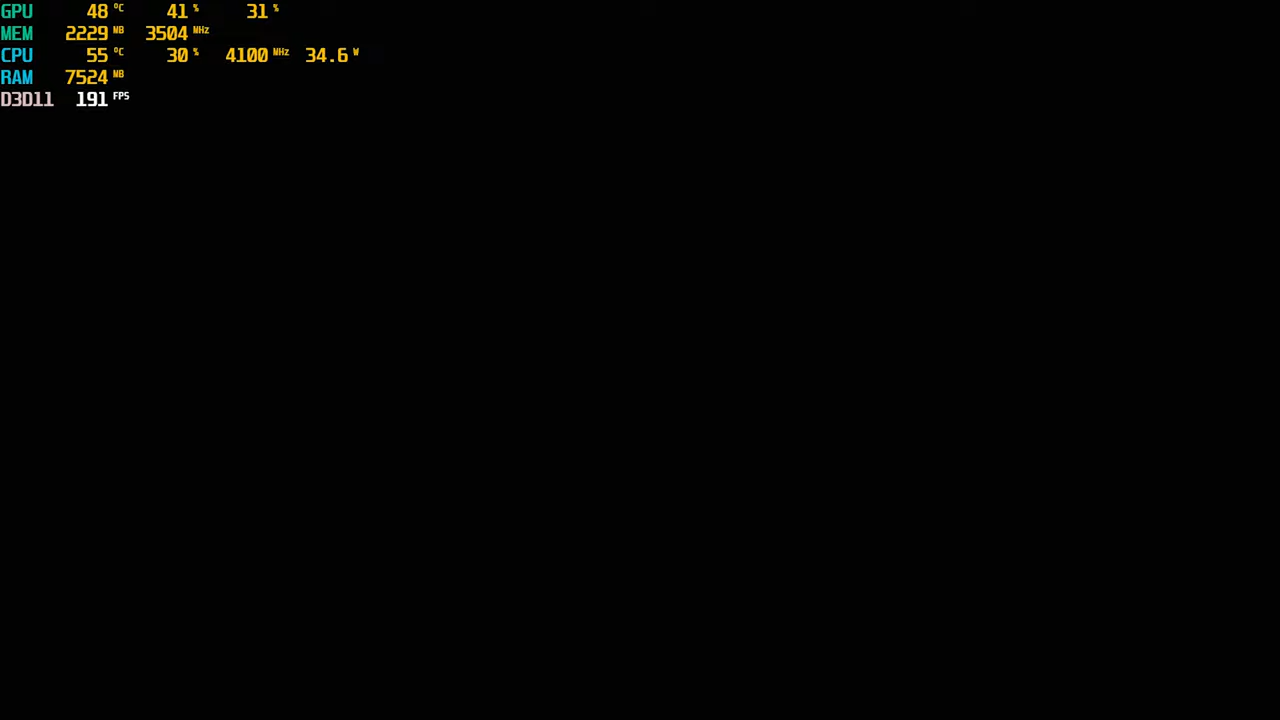 GPU 48 °C 41 % 31 %
MEM 2229 MB 3504 MHz
CPU 55 °C 30 % 4100 MHz 34.6 W
RAM 7524 MB
D3D11 191 FPS